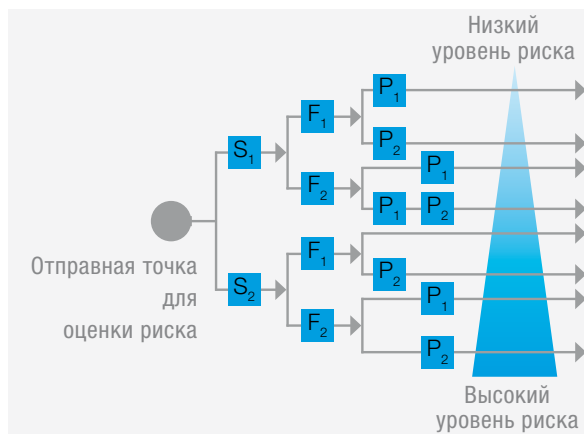 Низкий
уровень риска
P₁
F₁
S₁
P₂
P₁
F₂
P₁ P₂
F₁
Отправная точка
для
оценки риска
S₂
P₂
P₁
F₂
P₂
Высокий
уровень риска